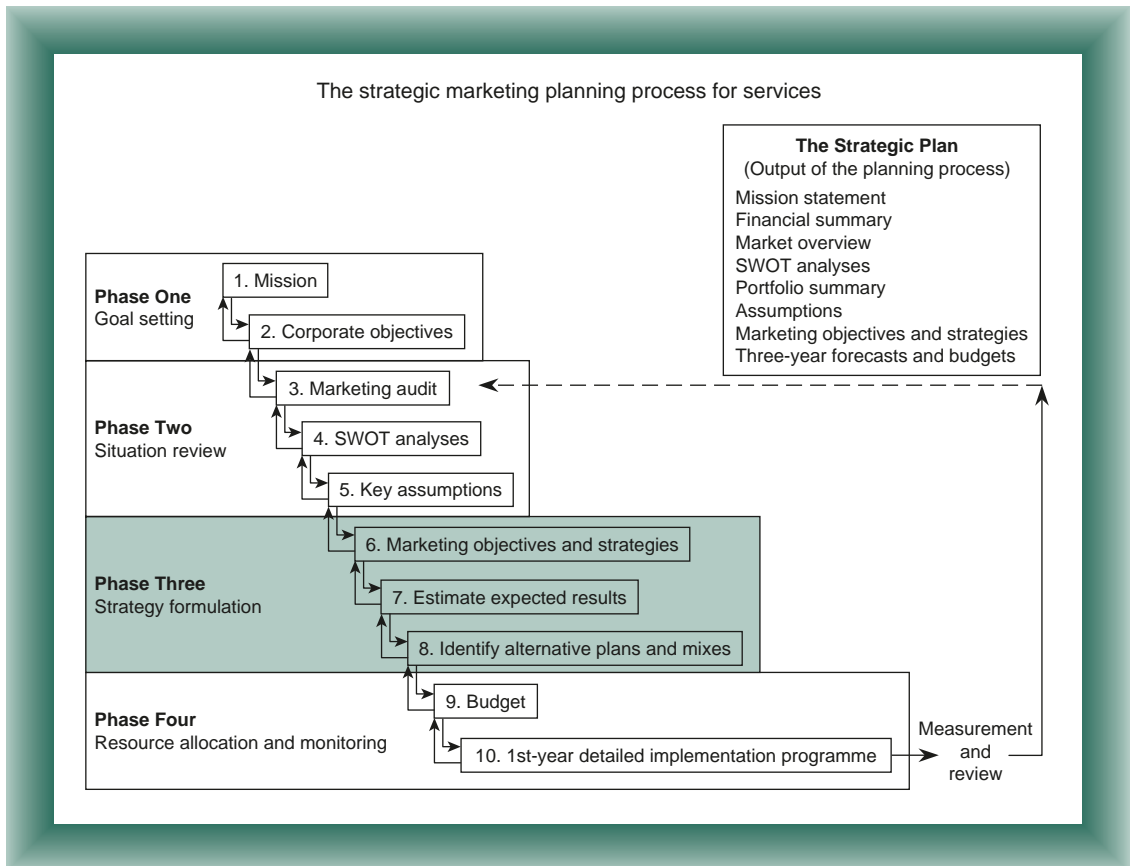 The strategic marketing planning process for services
The Strategic Plan
(Output of the planning process)
Mission statement
Financial summary
Market overview
SWOT analyses
Portfolio summary
Assumptions
Marketing objectives and strategies
Three-year forecasts and budgets
Phase One
Goal setting
1. Mission
2. Corporate objectives
Phase Two
Situation review
3. Marketing audit
4. SWOT analyses
5. Key assumptions
Phase Three
Strategy formulation
6. Marketing objectives and strategies
7. Estimate expected results
8. Identify alternative plans and mixes
Phase Four
Resource allocation and monitoring
9. Budget
10. 1st-year detailed implementation programme
Measurement
and
review